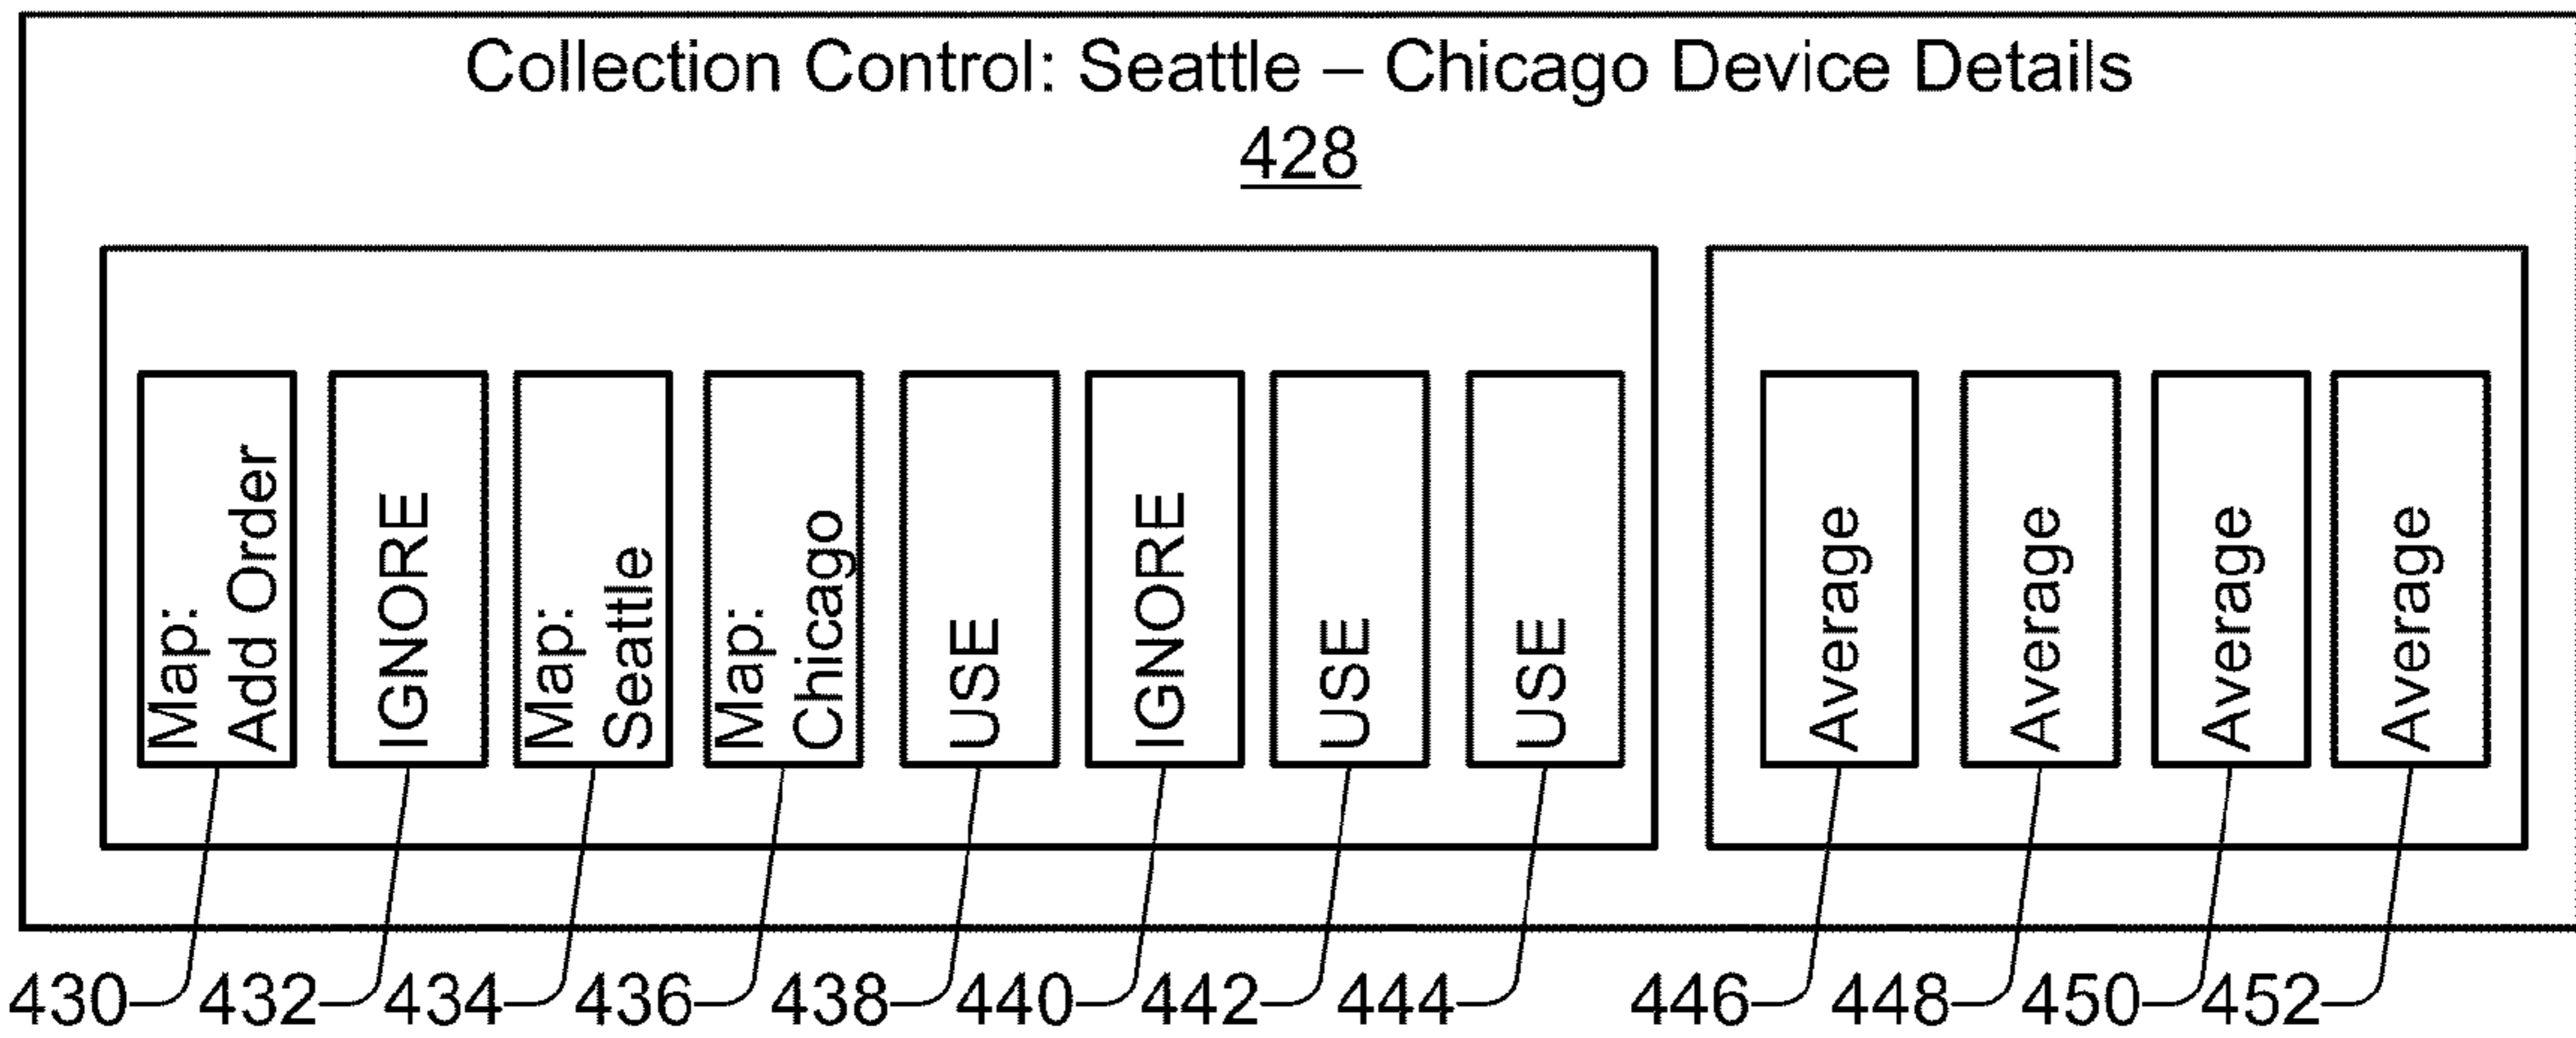 Collection Control: Seattle – Chicago Device Details
428
Map:
Add Order
IGNORE
Map:
Seattle
Map:
Chicago
USE
IGNORE
USE
USE
Average
Average
Average
Average
430 432 434 436 438 440 442 444 446 448 450 452